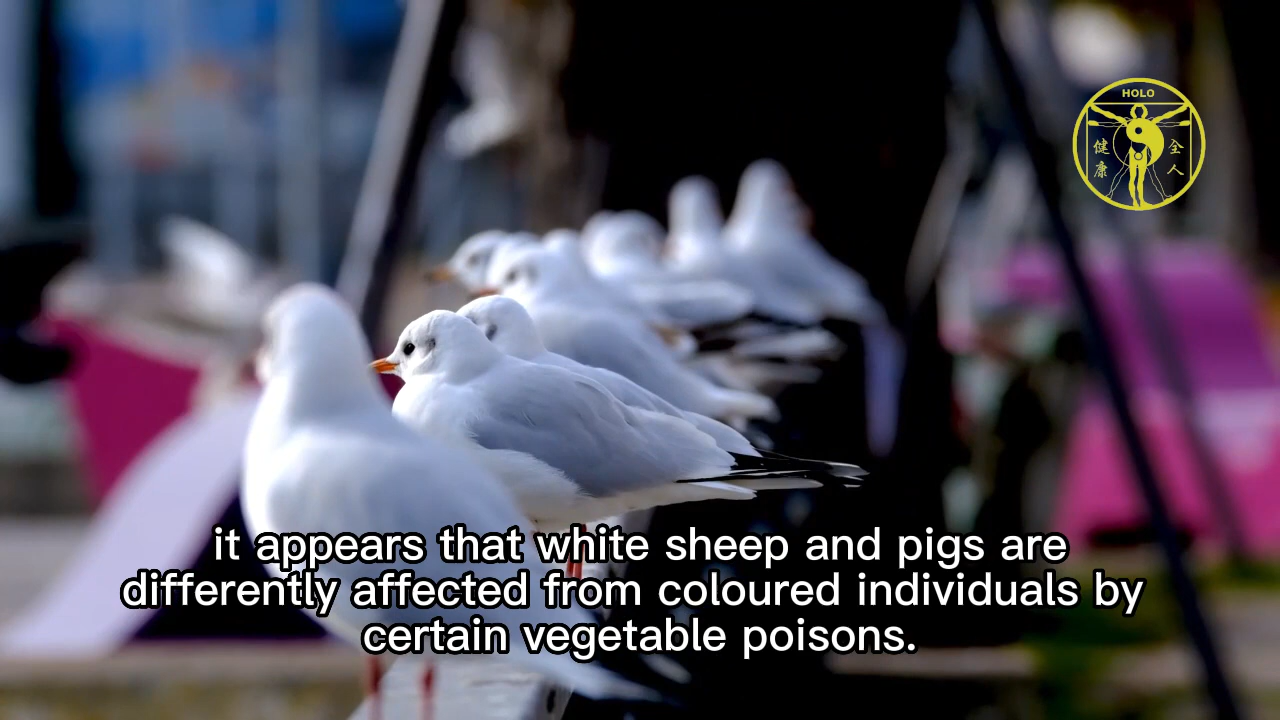 HOLO
健康
全人
it appears that white sheep and pigs are
differently affected from coloured individuals by
certain vegetable poisons.